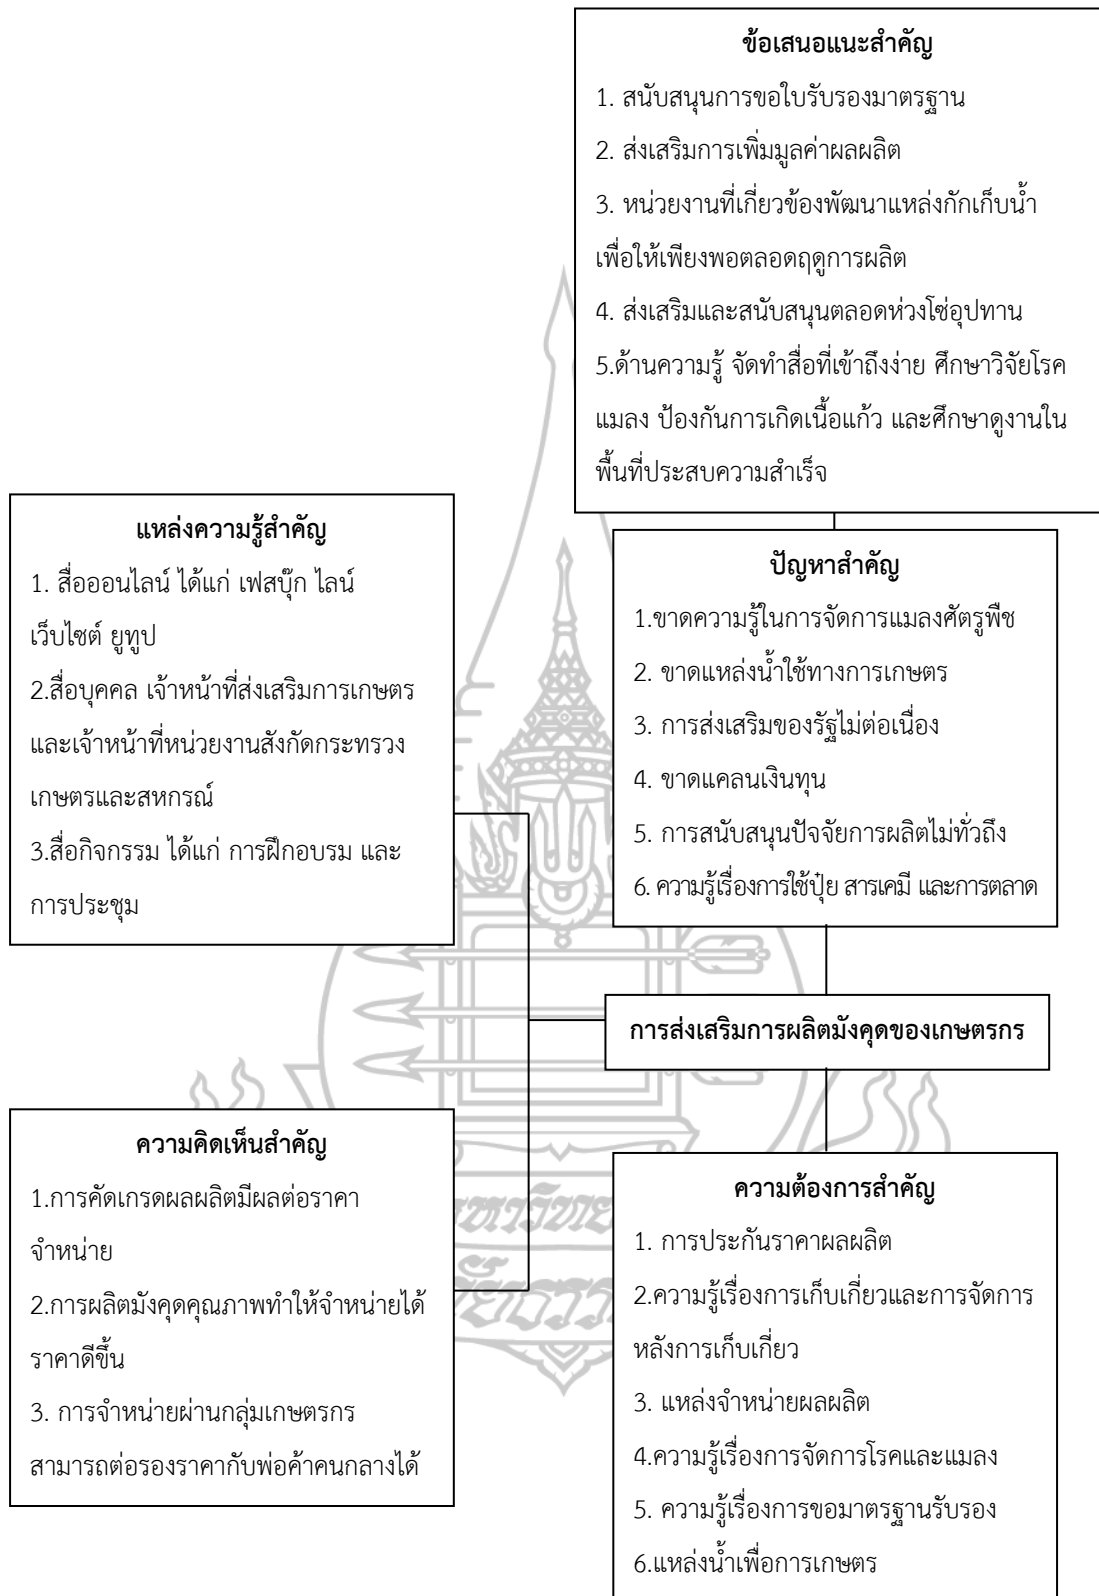 ข้อเสนอแนะสำคัญ
1. สนับสนุนการขอใบรับรองมาตรฐาน
2. ส่งเสริมการเพิ่มมูลค่าผลผลิต
3. หน่วยงานที่เกี่ยวข้องพัฒนาแหล่งกักเก็บน้ำ
เพื่อให้เพียงพอตลอดฤดูการผลิต
4. ส่งเสริมและสนับสนุนตลอดห่วงโซ่อุปทาน
5.ด้านความรู้ จัดทำสื่อที่เข้าถึงง่าย ศึกษาวิจัยโรค
แมลง ป้องกันการเกิดเนื้อแก้ว และศึกษาดูงานใน
พื้นที่ประสบความสำเร็จ
แหล่งความรู้สำคัญ
1. สื่อออนไลน์ ได้แก่ เฟสบุ๊ก ไลน์
เว็บไซต์ ยูทูป
2.สื่อบุคคล เจ้าหน้าที่ส่งเสริมการเกษตร
และเจ้าหน้าที่หน่วยงานสังกัดกระทรวง
เกษตรและสหกรณ์
3.สื่อกิจกรรม ได้แก่ การฝึกอบรม และ
การประชุม
ปัญหาสำคัญ
1.ขาดความรู้ในการจัดการแมลงศัตรูพืช
2. ขาดแหล่งน้ำใช้ทางการเกษตร
3. การส่งเสริมของรัฐไม่ต่อเนื่อง
4. ขาดแคลนเงินทุน
5. การสนับสนุนปัจจัยการผลิตไม่ทั่วถึง
6. ความรู้เรื่องการใช้ปุ๋ย สารเคมี และการตลาด
การส่งเสริมการผลิตมังคุดของเกษตรกร
ความคิดเห็นสำคัญ
1.การคัดเกรดผลผลิตมีผลต่อราคา
จำหน่าย
2.การผลิตมังคุดคุณภาพทำให้จำหน่ายได้
ราคาดีขึ้น
3. การจำหน่ายผ่านกลุ่มเกษตรกร
สามารถต่อรองราคากับพ่อค้าคนกลางได้
ความต้องการสำคัญ
1. การประกันราคาผลผลิต
2.ความรู้เรื่องการเก็บเกี่ยวและการจัดการ
หลังการเก็บเกี่ยว
3. แหล่งจำหน่ายผลผลิต
4.ความรู้เรื่องการจัดการโรคและแมลง
5. ความรู้เรื่องการขอมาตรฐานรับรอง
6.แหล่งน้ำเพื่อการเกษตร